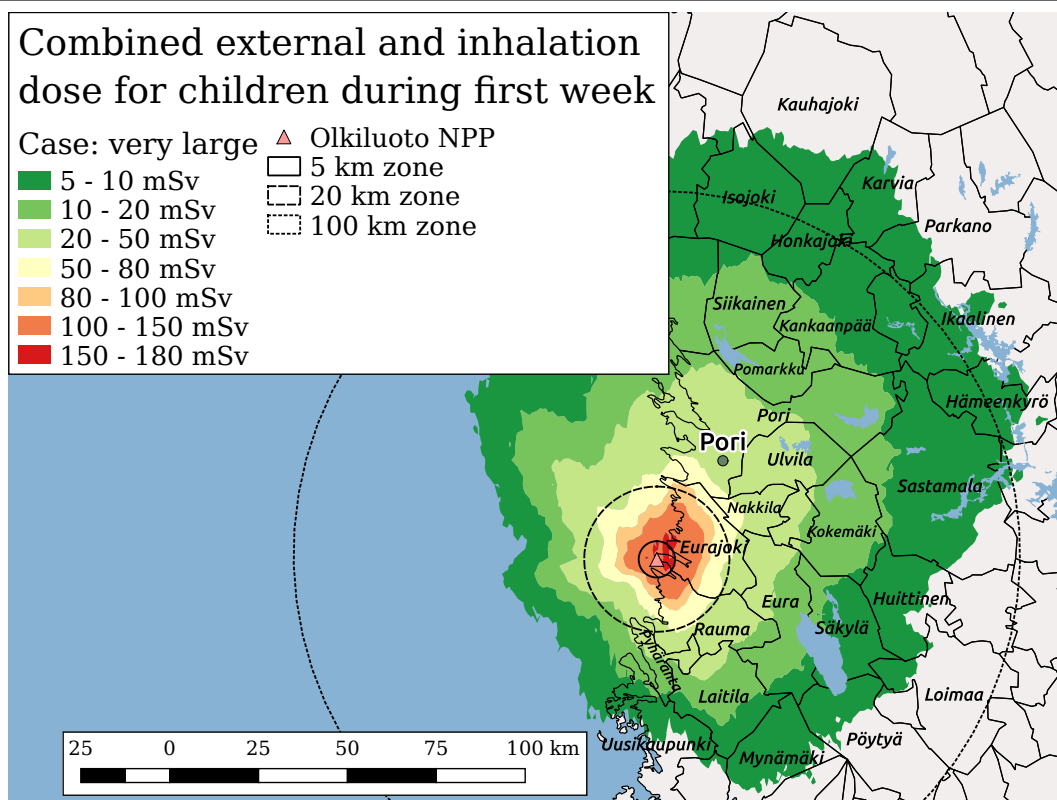 Combined external and inhalation
dose for children during first week
Case: very large
5 - 10 mSv
10 - 20 mSv
20 - 50 mSv
50 - 80 mSv
80 - 100 mSv
100 - 150 mSv
150 - 180 mSv
Olkiluoto NPP
5 km zone
20 km zone
100 km zone
Kauhajoki
Karvia
Isojoki
Parkano
Honkajoki
Siikainen
Ikaalinen
Kankaanpää
Pomarkku
Hämeenkyrö
Pori
Pori
Ulvila
Sastamala
Nakkila
Kokemäki
Eurajoki
Huittinen
Eura
Säkylä
Rauma
Pyhäranta
Laitila
Loimaa
Pöytyä
Uusikaupunki
Mynämäki
25 0 25 50 75 100 km